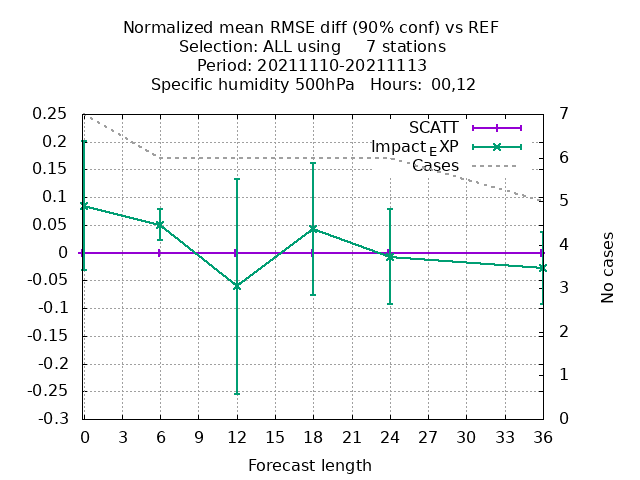 Normalized mean RMSE diff (90% conf) vs REF
Selection: ALL using     7 stations
Period: 20211110-20211113
Specific humidity 500hPa   Hours: 00,12
SCATT
Impact_EXP
Cases
0.25
0.2
0.15
0.1
0.05
0
-0.05
-0.1
-0.15
-0.2
-0.25
-0.3
7
6
5
4
3
2
1
0
No cases
0 3 6 9 12 15 18 21 24 27 30 33 36
Forecast length